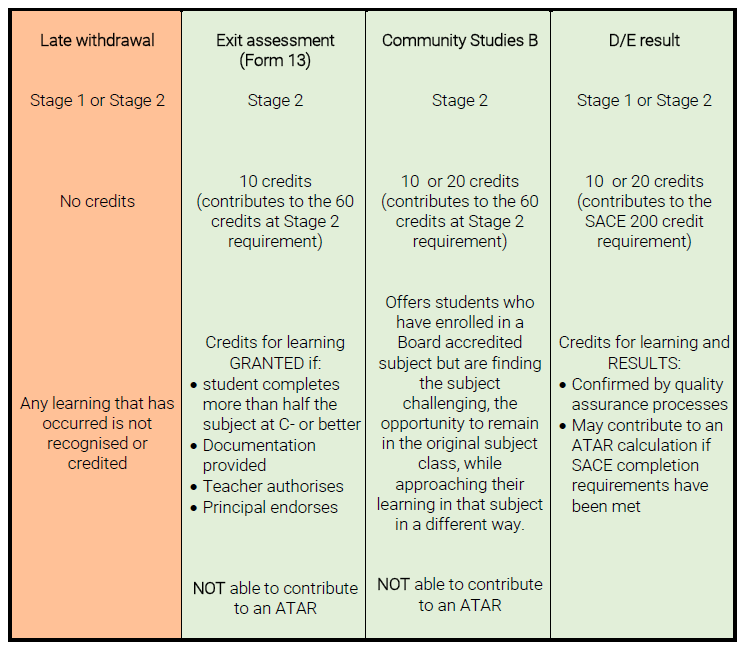 Late withdrawal
Stage 1 or Stage 2
No credits
Any learning that has
occurred is not
recognised or
credited
Exit assessment
(Form 13)
Stage 2
10 credits
(contributes to the 60
credits at Stage 2
requirement)
Credits for learning
GRANTED if:
• student completes
more than half the
subject at C- or better
• Documentation
provided
• Teacher authorises
• Principal endorses
NOT able to contribute
to an ATAR
Community Studies B
Stage 2
10 or 20 credits
(contributes to the 60
credits at Stage 2
requirement)
Offers students who
have enrolled in a
Board accredited
subject but are finding
the subject
challenging, the
opportunity to remain
in the original subject
class, while
approaching their
learning in that subject
in a different way.
NOT able to contribute
to an ATAR
D/E result
Stage 1 or Stage 2
10 or 20 credits
(contributes to the
SACE 200 credit
requirement)
Credits for learning and
RESULTS:
• Confirmed by quality
assurance processes
• May contribute to an
ATAR calculation if
SACE completion
requirements have
been met